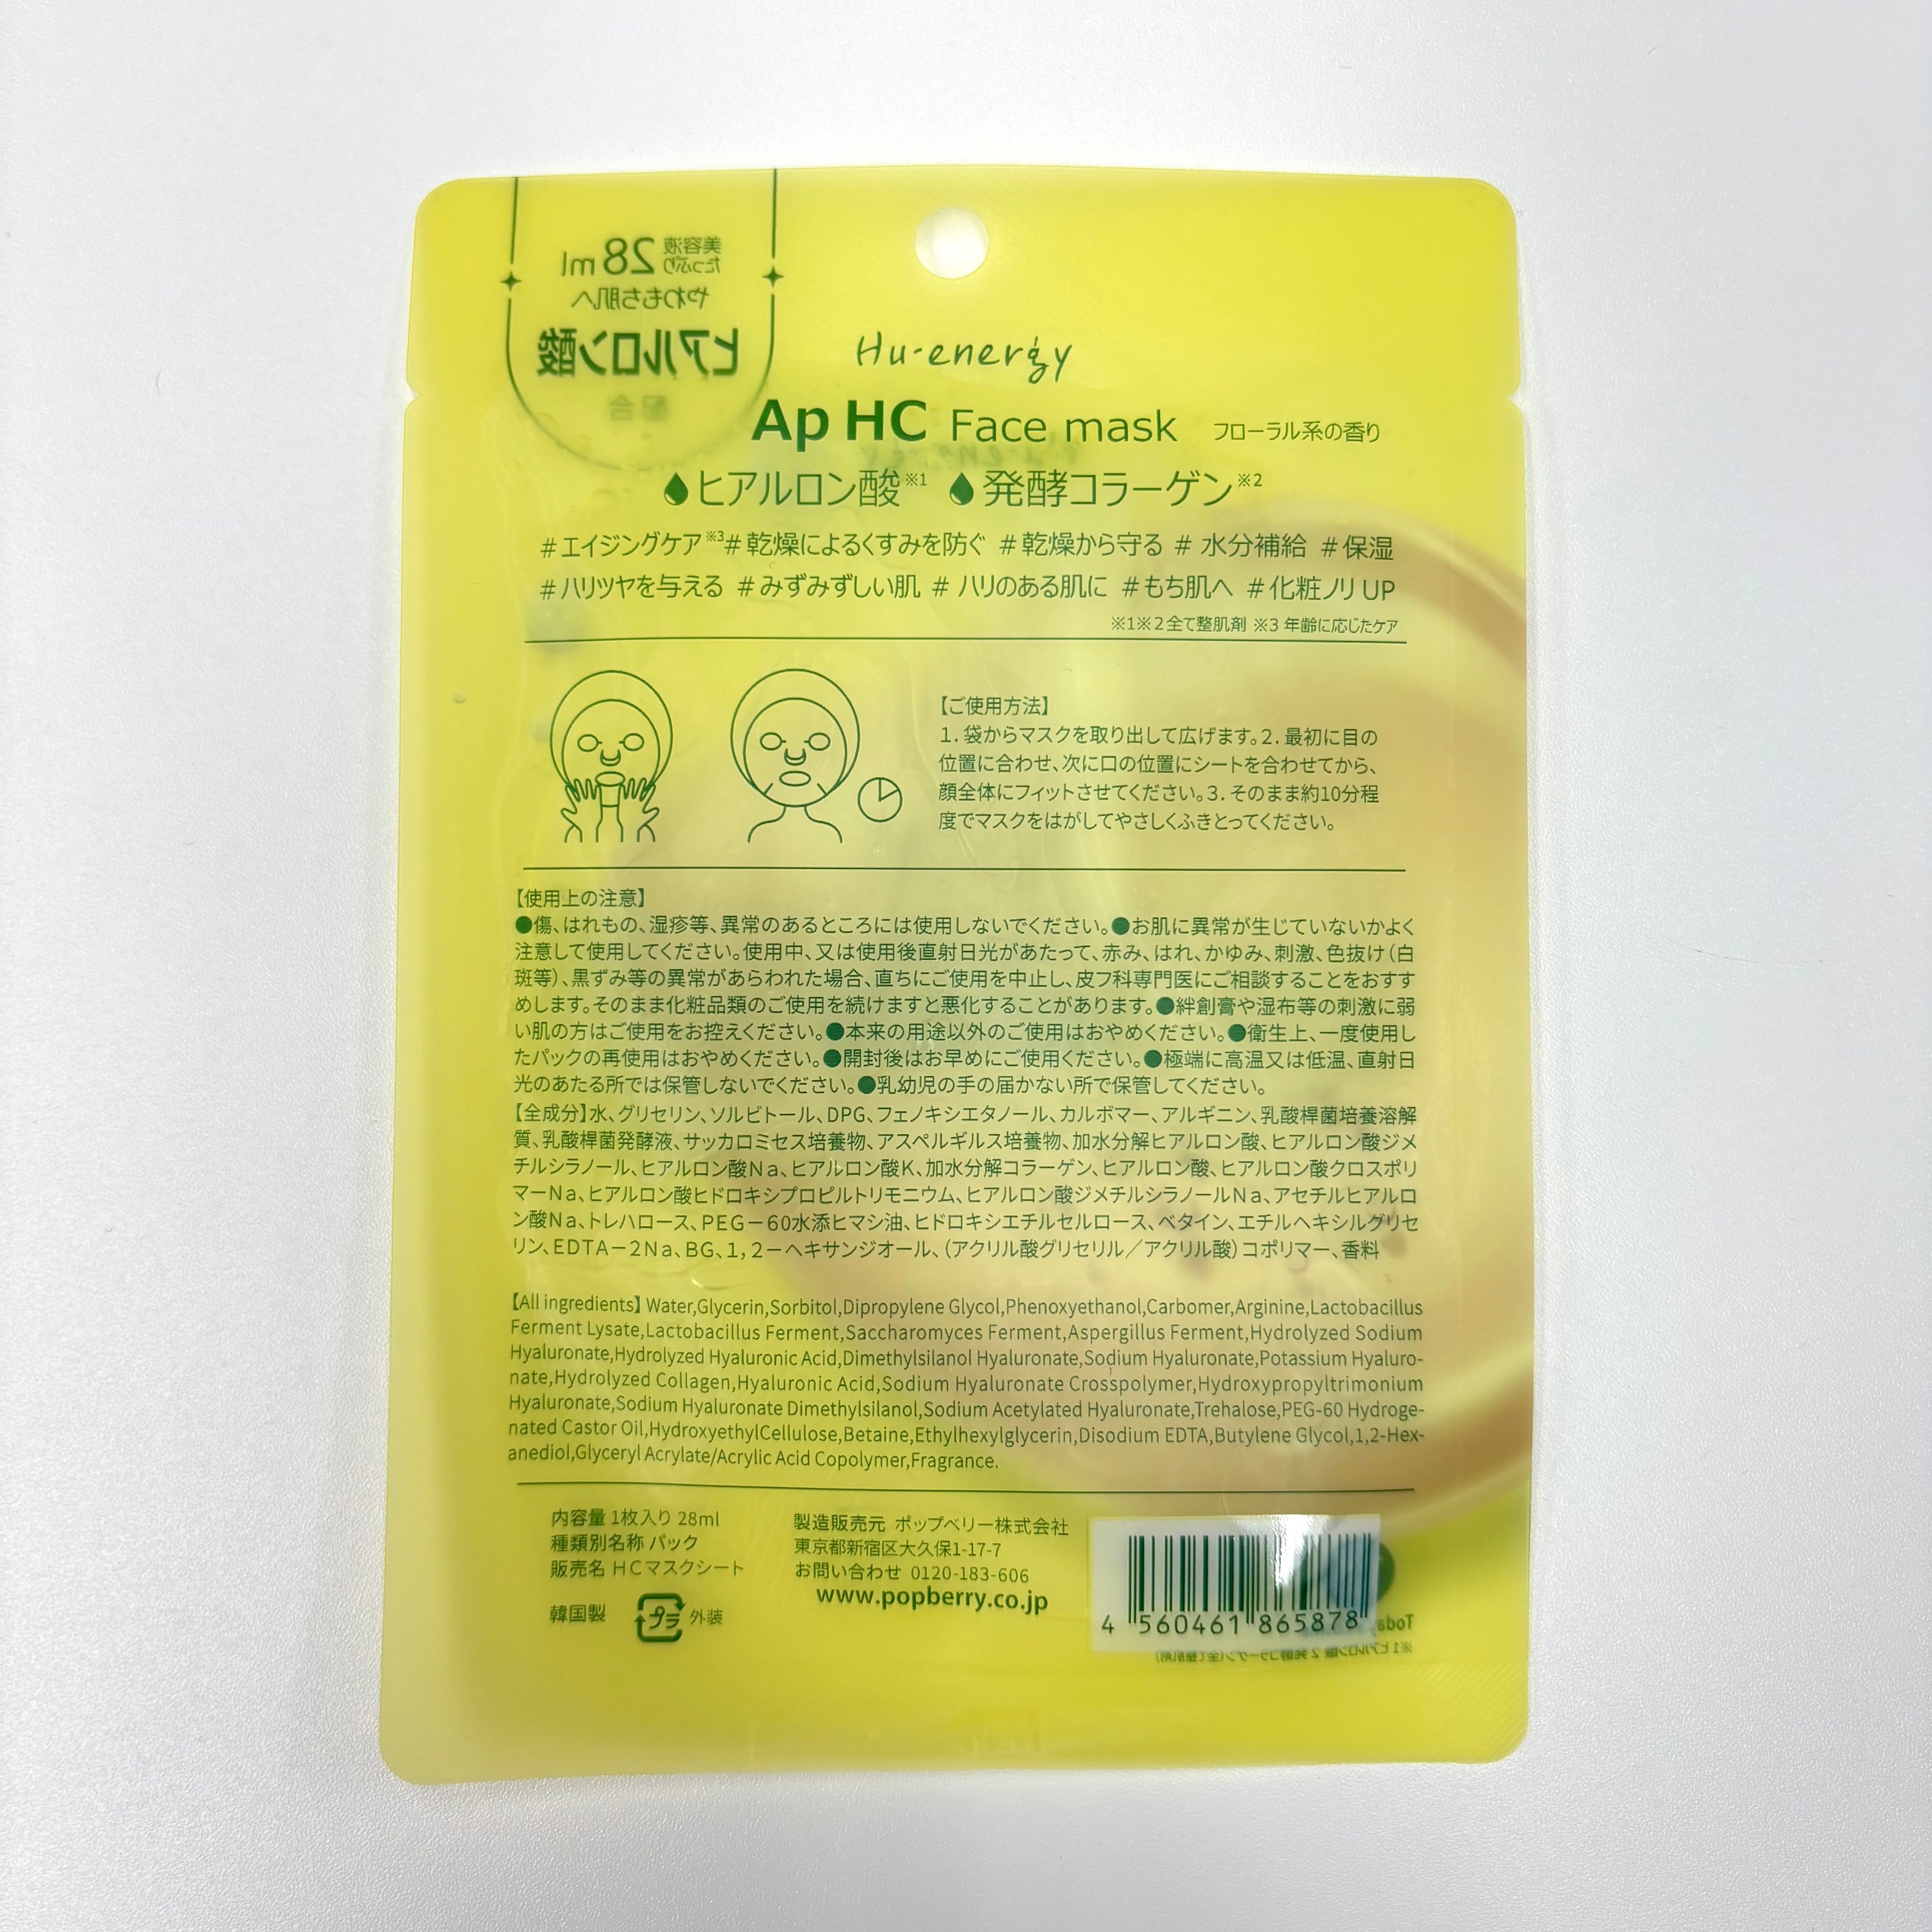 美容液
たっぷり 28ml
やわもち肌へ
ヒアルロン酸
配合
Hu-energy
Ap HC Face mask フローラル系の香り
ヒアルロン酸※1 発酵コラーゲン※2
#エイジングケア※3#乾燥によるくすみを防ぐ #乾燥から守る # 水分補給 #保湿
#ハリツヤを与える #みずみずしい肌 # ハリのある肌に #もち肌へ #化粧ノリ UP
※1※2全て整肌剤 ※3 年齢に応じたケア
【ご使用方法】
1. 袋からマスクを取り出して広げます。2. 最初に目の
位置に合わせ、次に口の位置にシートを合わせてから、
顔全体にフィットさせてください。3. そのまま約10分程
度でマスクをはがしてやさしくふきとってください。
【使用上の注意】
●傷、はれもの、湿疹等、異常のあるところには使用しないでください。●お肌に異常が生じていないかよく
注意して使用してください。使用中、又は使用後直射日光があたって、赤み、はれ、かゆみ、刺激、色抜け(白
斑等)、黒ずみ等の異常があらわれた場合、直ちにご使用を中止し、皮フ科専門医にご相談することをおすす
めします。そのまま化粧品類のご使用を続けますと悪化することがあります。●絆創膏や湿布等の刺激に弱
い肌の方はご使用をお控えください。●本来の用途以外のご使用はおやめください。●衛生上、一度使用し
たパックの再使用はおやめください。●開封後はお早めにご使用ください。●極端に高温又は低温、直射日
光のあたる所では保管しないでください。●乳幼児の手の届かない所で保管してください。
【全成分】水、グリセリン、ソルビトール、DPG、フェノキシエタノール、カルボマー、アルギニン、乳酸桿菌培養溶解
質、乳酸桿菌発酵液、サッカロミセス培養物、アスペルギルス培養物、加水分解ヒアルロン酸、ヒアルロン酸ジメ
チルシラノール、ヒアルロン酸Na、ヒアルロン酸K、加水分解コラーゲン、ヒアルロン酸、ヒアルロン酸クロスポリ
マーNa、ヒアルロン酸ヒドロキシプロピルトリモニウム、ヒアルロン酸ジメチルシラノールNa、アセチルヒアルロ
ン酸Na、トレハロース、PEG－60水添ヒマシ油、ヒドロキシエチルセルロース、ベタイン、エチルヘキシルグリセ
リン、EDTA－2Na、BG、1，2－ヘキサンジオール、(アクリル酸グリセリル／アクリル酸)コポリマー、香料
【All ingredients】Water,Glycerin,Sorbitol,Dipropylene Glycol,Phenoxyethanol,Carbomer,Arginine,Lactobacillus
Ferment Lysate,Lactobacillus Ferment,Saccharomyces Ferment,Aspergillus Ferment,Hydrolyzed Sodium
Hyaluronate,Hydrolyzed Hyaluronic Acid,Dimethylsilanol Hyaluronate,Sodium Hyaluronate,Potassium Hyaluro-
nate,Hydrolyzed Collagen,Hyaluronic Acid,Sodium Hyaluronate Crosspolymer,Hydroxypropyltrimonium
Hyaluronate,Sodium Hyaluronate Dimethylsilanol,Sodium Acetylated Hyaluronate,Trehalose,PEG-60 Hydroge-
nated Castor Oil,HydroxyethylCellulose,Betaine,Ethylhexylglycerin,Disodium EDTA,Butylene Glycol,1,2-Hex-
anediol,Glyceryl Acrylate/Acrylic Acid Copolymer,Fragrance.
内容量 1枚入り 28ml
種類別名称 パック
販売名 HCマスクシート
韓国製 プラ 外装
製造販売元 ポップベリー株式会社
東京都新宿区大久保1-17-7
お問い合わせ 0120-183-606
www.popberry.co.jp
4 560461 865878
※1ヒアルロン酸 2 発酵コラーゲン(全て整肌剤)